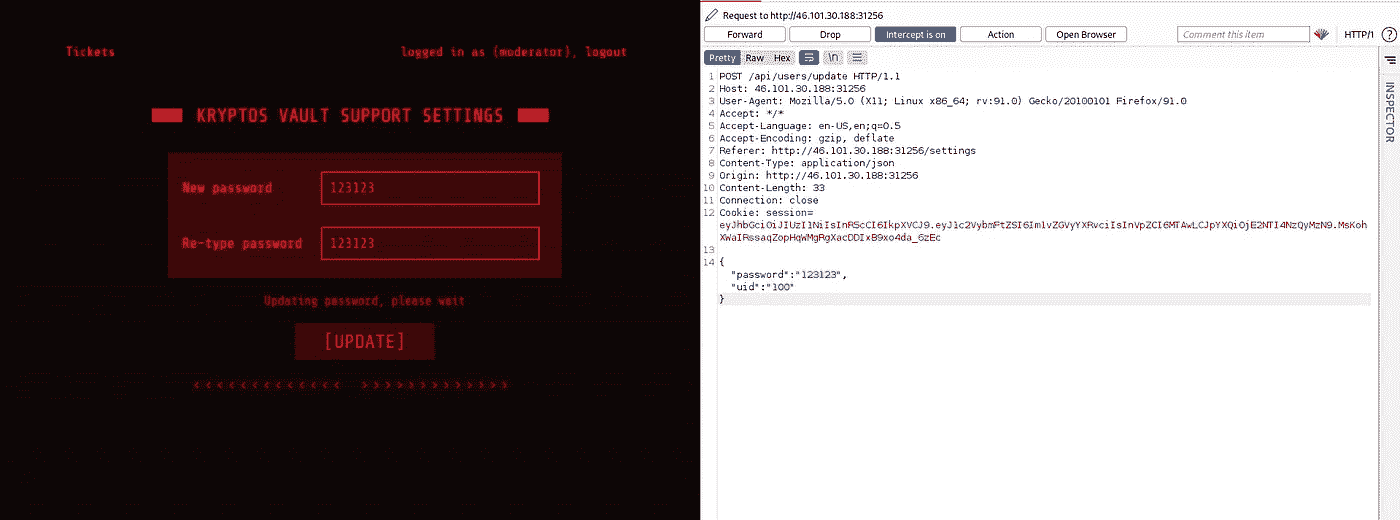 Tickets
logged in as (moderator), logout
KRYPTOS VAULT SUPPORT SETTINGS
New password
123123
Re-type password
123123
Updating password, please wait
[UPDATE]
<<<<<<<<<<<<< >>>>>>>>>>>>>
Request to http://46.101.30.188:31256
Forward
Drop
Intercept is on
Action
Open Browser
Comment this item
HTTP/1
?
Pretty
Raw
Hex
\n
INSPECTOR
1 POST /api/users/update HTTP/1.1
2 Host: 46.101.30.188:31256
3 User-Agent: Mozilla/5.0 (X11; Linux x86_64; rv:91.0) Gecko/20100101 Firefox/91.0
4 Accept: */*
5 Accept-Language: en-US,en;q=0.5
6 Accept-Encoding: gzip, deflate
7 Referer: http://46.101.30.188:31256/settings
8 Content-Type: application/json
9 Origin: http://46.101.30.188:31256
10 Content-Length: 33
11 Connection: close
12 Cookie: session=
13
14 {
"password":"123123",
"uid":"100"
}